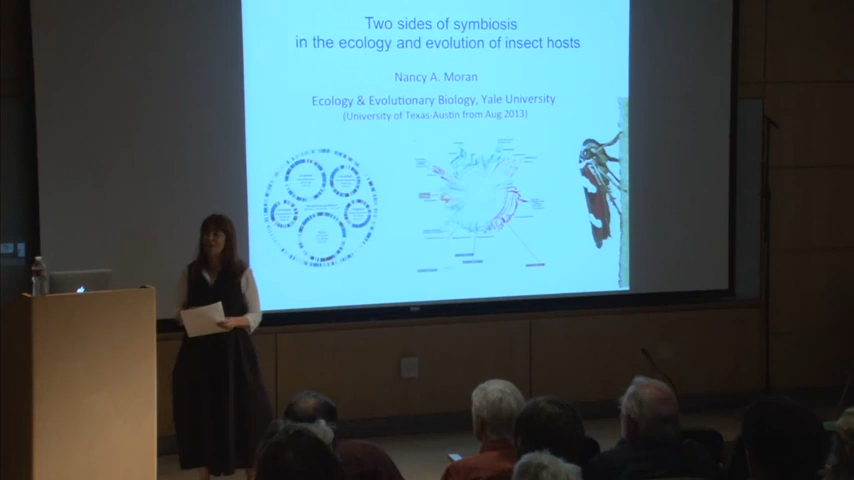 Two sides of symbiosis
in the ecology and evolution of insect hosts
Nancy A. Moran
Ecology & Evolutionary Biology, Yale University
(University of Texas-Austin from Aug 2013)